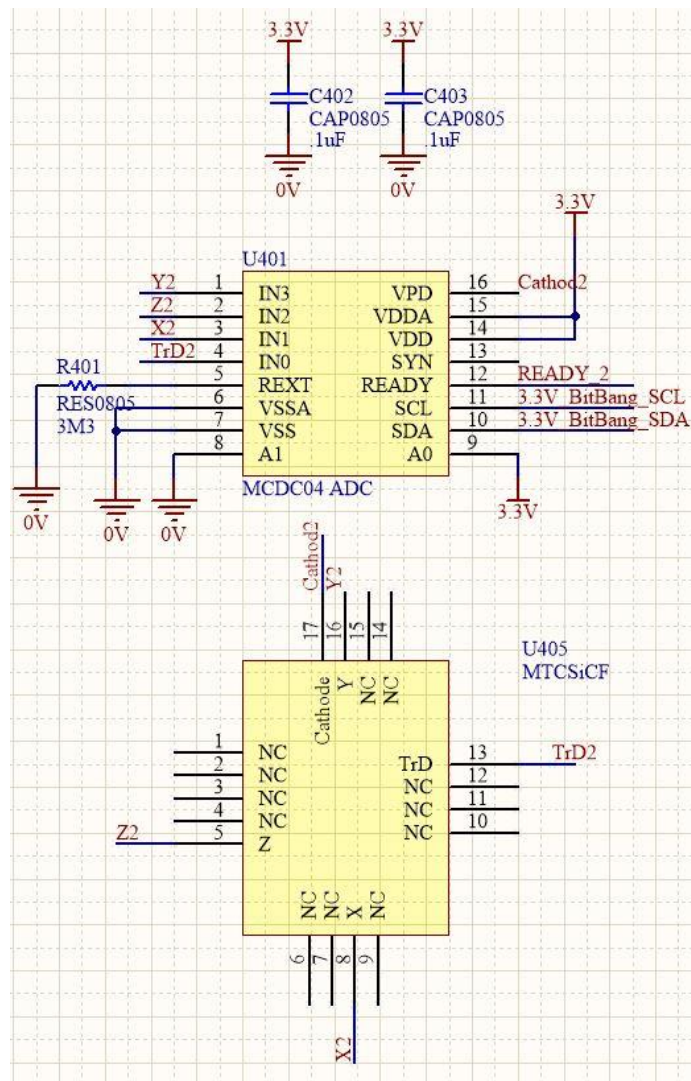 3.3V 3.3V
C402 C403
CAP0805 CAP0805
.1uF .1uF
0V 0V
3.3V
U401
Y2 1 IN3 VPD 16 Cathod2
Z2 2 IN2 VDDA 15
X2 3 IN1 VDD 14
TrD2 4 IN0 SYN 13
R401 5 REXT READY 12 READY_2
RES0805 6 VSSA SCL 11 3.3V_BitBang_SCL
3M3 7 VSS SDA 10 3.3V_BitBang_SDA
8 A1 A0 9
MCDC04 ADC
0V 0V 0V 3.3V
Cathod2 Y2
17 16 15 14
Cathode Y NC NC
U405
MTCSiCF
1 NC TrD 13 TrD2
2 NC NC 12
3 NC NC 11
4 NC NC 10
Z2 5 Z
NC NC X NC
6 7 8 9
X2